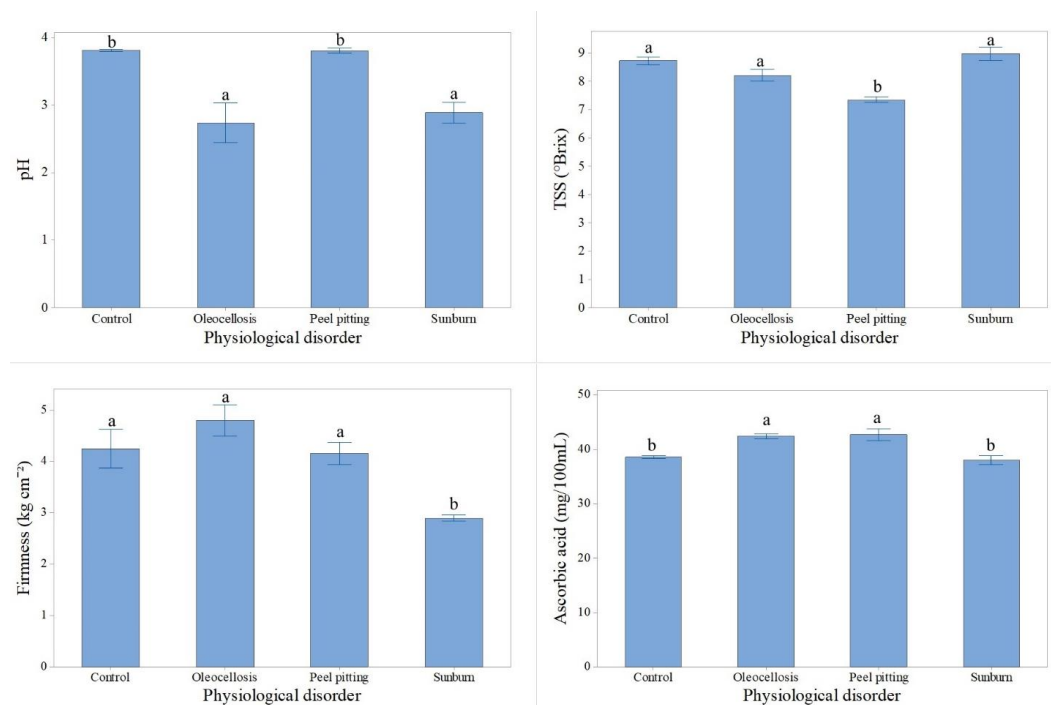 4
3
2
1
0
pH
b
a
b
a
Control Oleocellosis Peel pitting Sunburn
Physiological disorder
9
8
7
6
5
4
3
2
1
0
TSS (°Brix)
a
a
b
a
Control Oleocellosis Peel pitting Sunburn
Physiological disorder
5
4
3
2
1
0
Firmness (kg cm⁻²)
a
a
a
b
Control Oleocellosis Peel pitting Sunburn
Physiological disorder
50
40
30
20
10
0
Ascorbic acid (mg/100mL)
b
a
a
b
Control Oleocellosis Peel pitting Sunburn
Physiological disorder